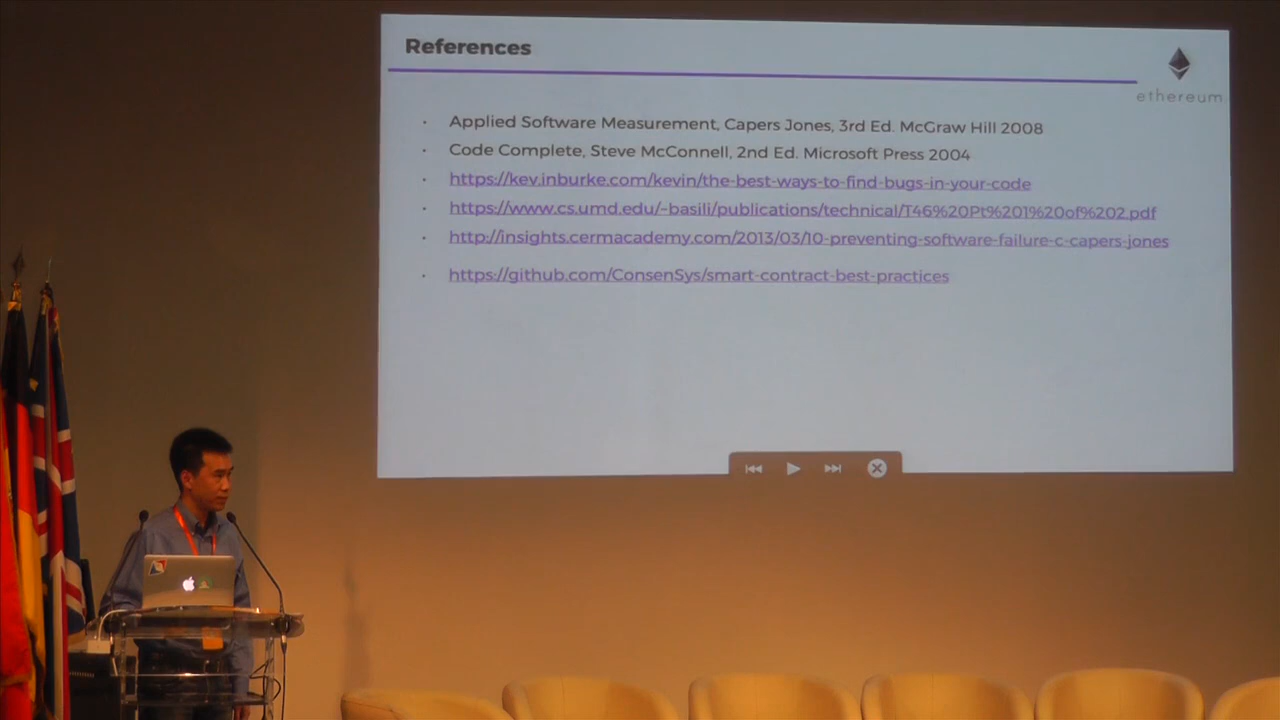 References
ethereum
Applied Software Measurement, Capers Jones, 3rd Ed. McGraw Hill 2008
Code Complete, Steve McConnell, 2nd Ed. Microsoft Press 2004
https://kev.inburke.com/kevin/the-best-ways-to-find-bugs-in-your-code
https://www.cs.umd.edu/~basili/publications/technical/T46%20Pt%201%20of%202.pdf
http://insights.cermacademy.com/2013/03/10-preventing-software-failure-c-capers-jones
https://github.com/ConsenSys/smart-contract-best-practices